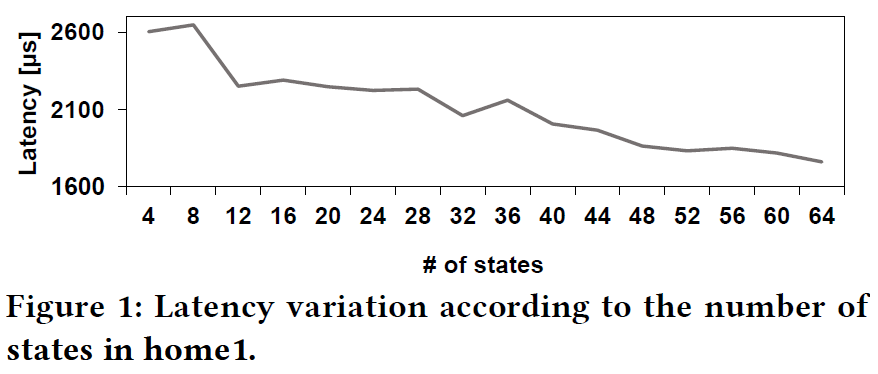 2600
2100
1600
Latency [µs]
4 8 12 16 20 24 28 32 36 40 44 48 52 56 60 64
# of states
Figure 1: Latency variation according to the number of
states in home1.